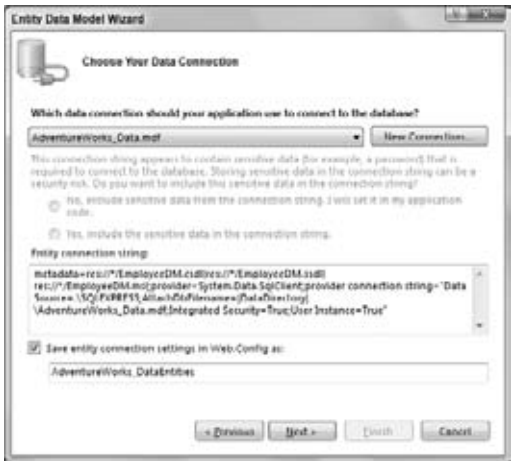 Entity Data Model Wizard
Choose Your Data Connection
Which data connection should your application use to connect to the database?
AdventureWorks_Data.mdf
New Connection...
This connection string appears to contain sensitive data (for example, a password) that is
required to connect to the database. Storing sensitive data in the connection string can be a
security risk. Do you want to include this sensitive data in the connection string?
No, exclude sensitive data from the connection string. I will set it in my application
code.
Yes, include the sensitive data in the connection string.
Entity connection string:
metadata=res://*/EmployeeDM.csdl|res://*/EmployeeDM.ssdl|
res://*/EmployeeDM.msl;provider=System.Data.SqlClient;provider connection string="Data
Source=.\SQLEXPRESS;AttachDbFilename=|DataDirectory|
\AdventureWorks_Data.mdf;Integrated Security=True;User Instance=True"
Save entity connection settings in Web.Config as:
AdventureWorks_DataEntities
< Previous
Next >
Finish
Cancel